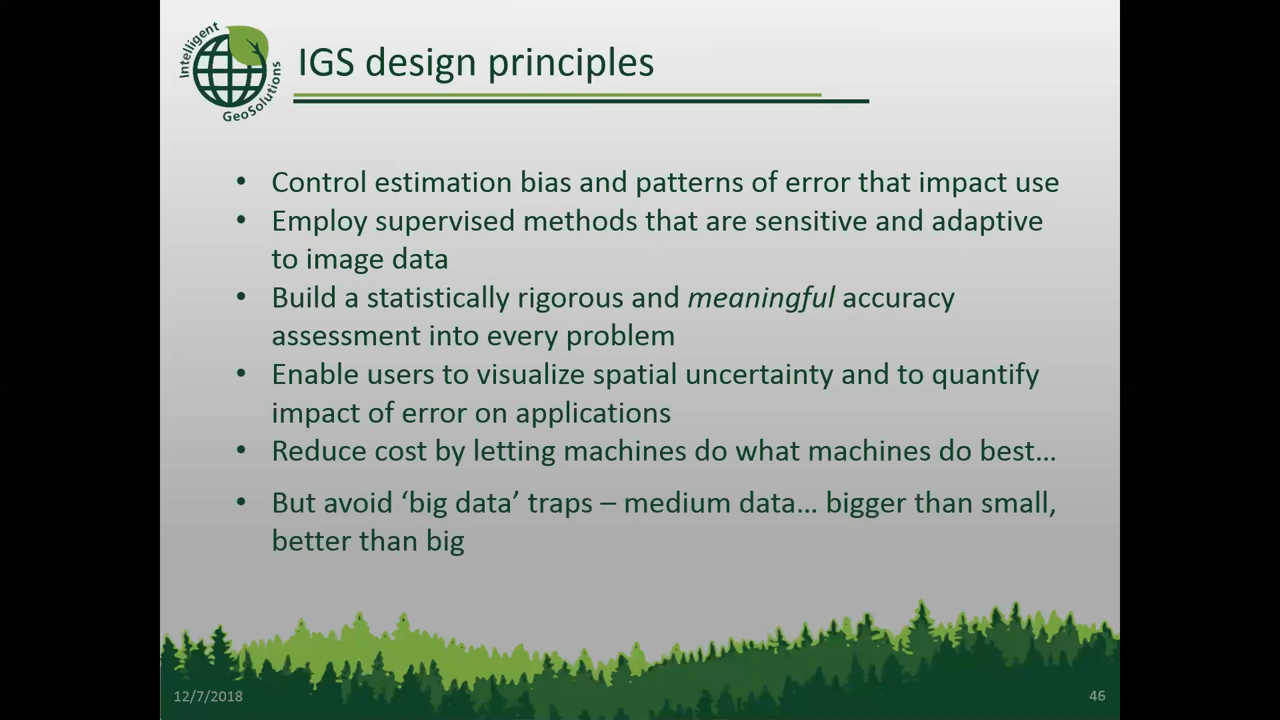 Intelligent
GeoSolutions
IGS design principles
• Control estimation bias and patterns of error that impact use
• Employ supervised methods that are sensitive and adaptive
to image data
• Build a statistically rigorous and meaningful accuracy
assessment into every problem
• Enable users to visualize spatial uncertainty and to quantify
impact of error on applications
• Reduce cost by letting machines do what machines do best…
• But avoid ‘big data’ traps – medium data… bigger than small,
better than big
12/7/2018
46